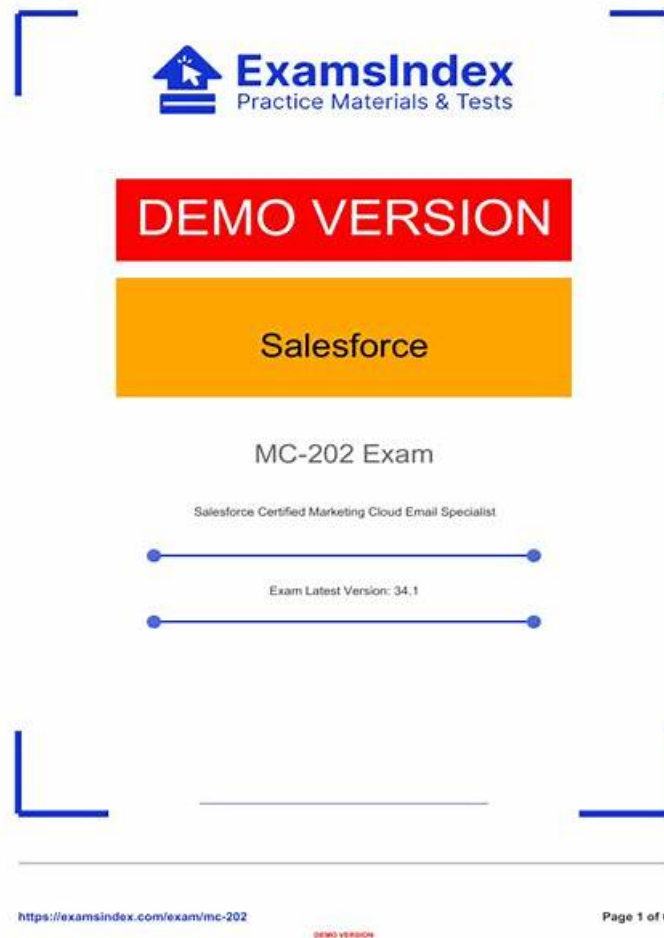 ExamsIndex
Practice Materials & Tests
DEMO VERSION
Salesforce
MC-202 Exam
Salesforce Certified Marketing Cloud Email Specialist
Exam Latest Version: 34.1
https://examsindex.com/exam/mc-202
Page 1 of
DEMO VERSION